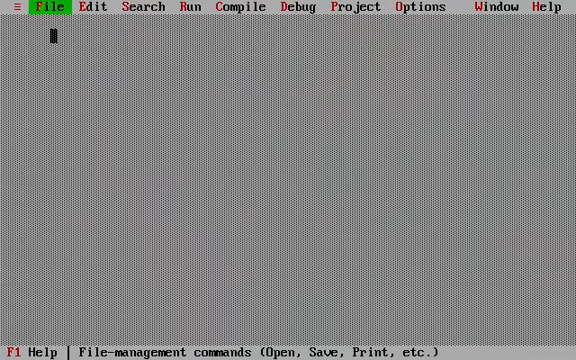 ≡ File Edit Search Run Compile Debug Project Options Window Help
F1 Help | File-management commands (Open, Save, Print, etc.)